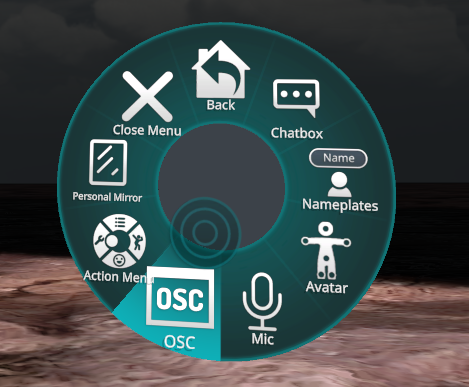 Back
Chatbox
Name
Nameplates
Avatar
Mic
OSC
OSC
Action Menu
Personal Mirror
Close Menu